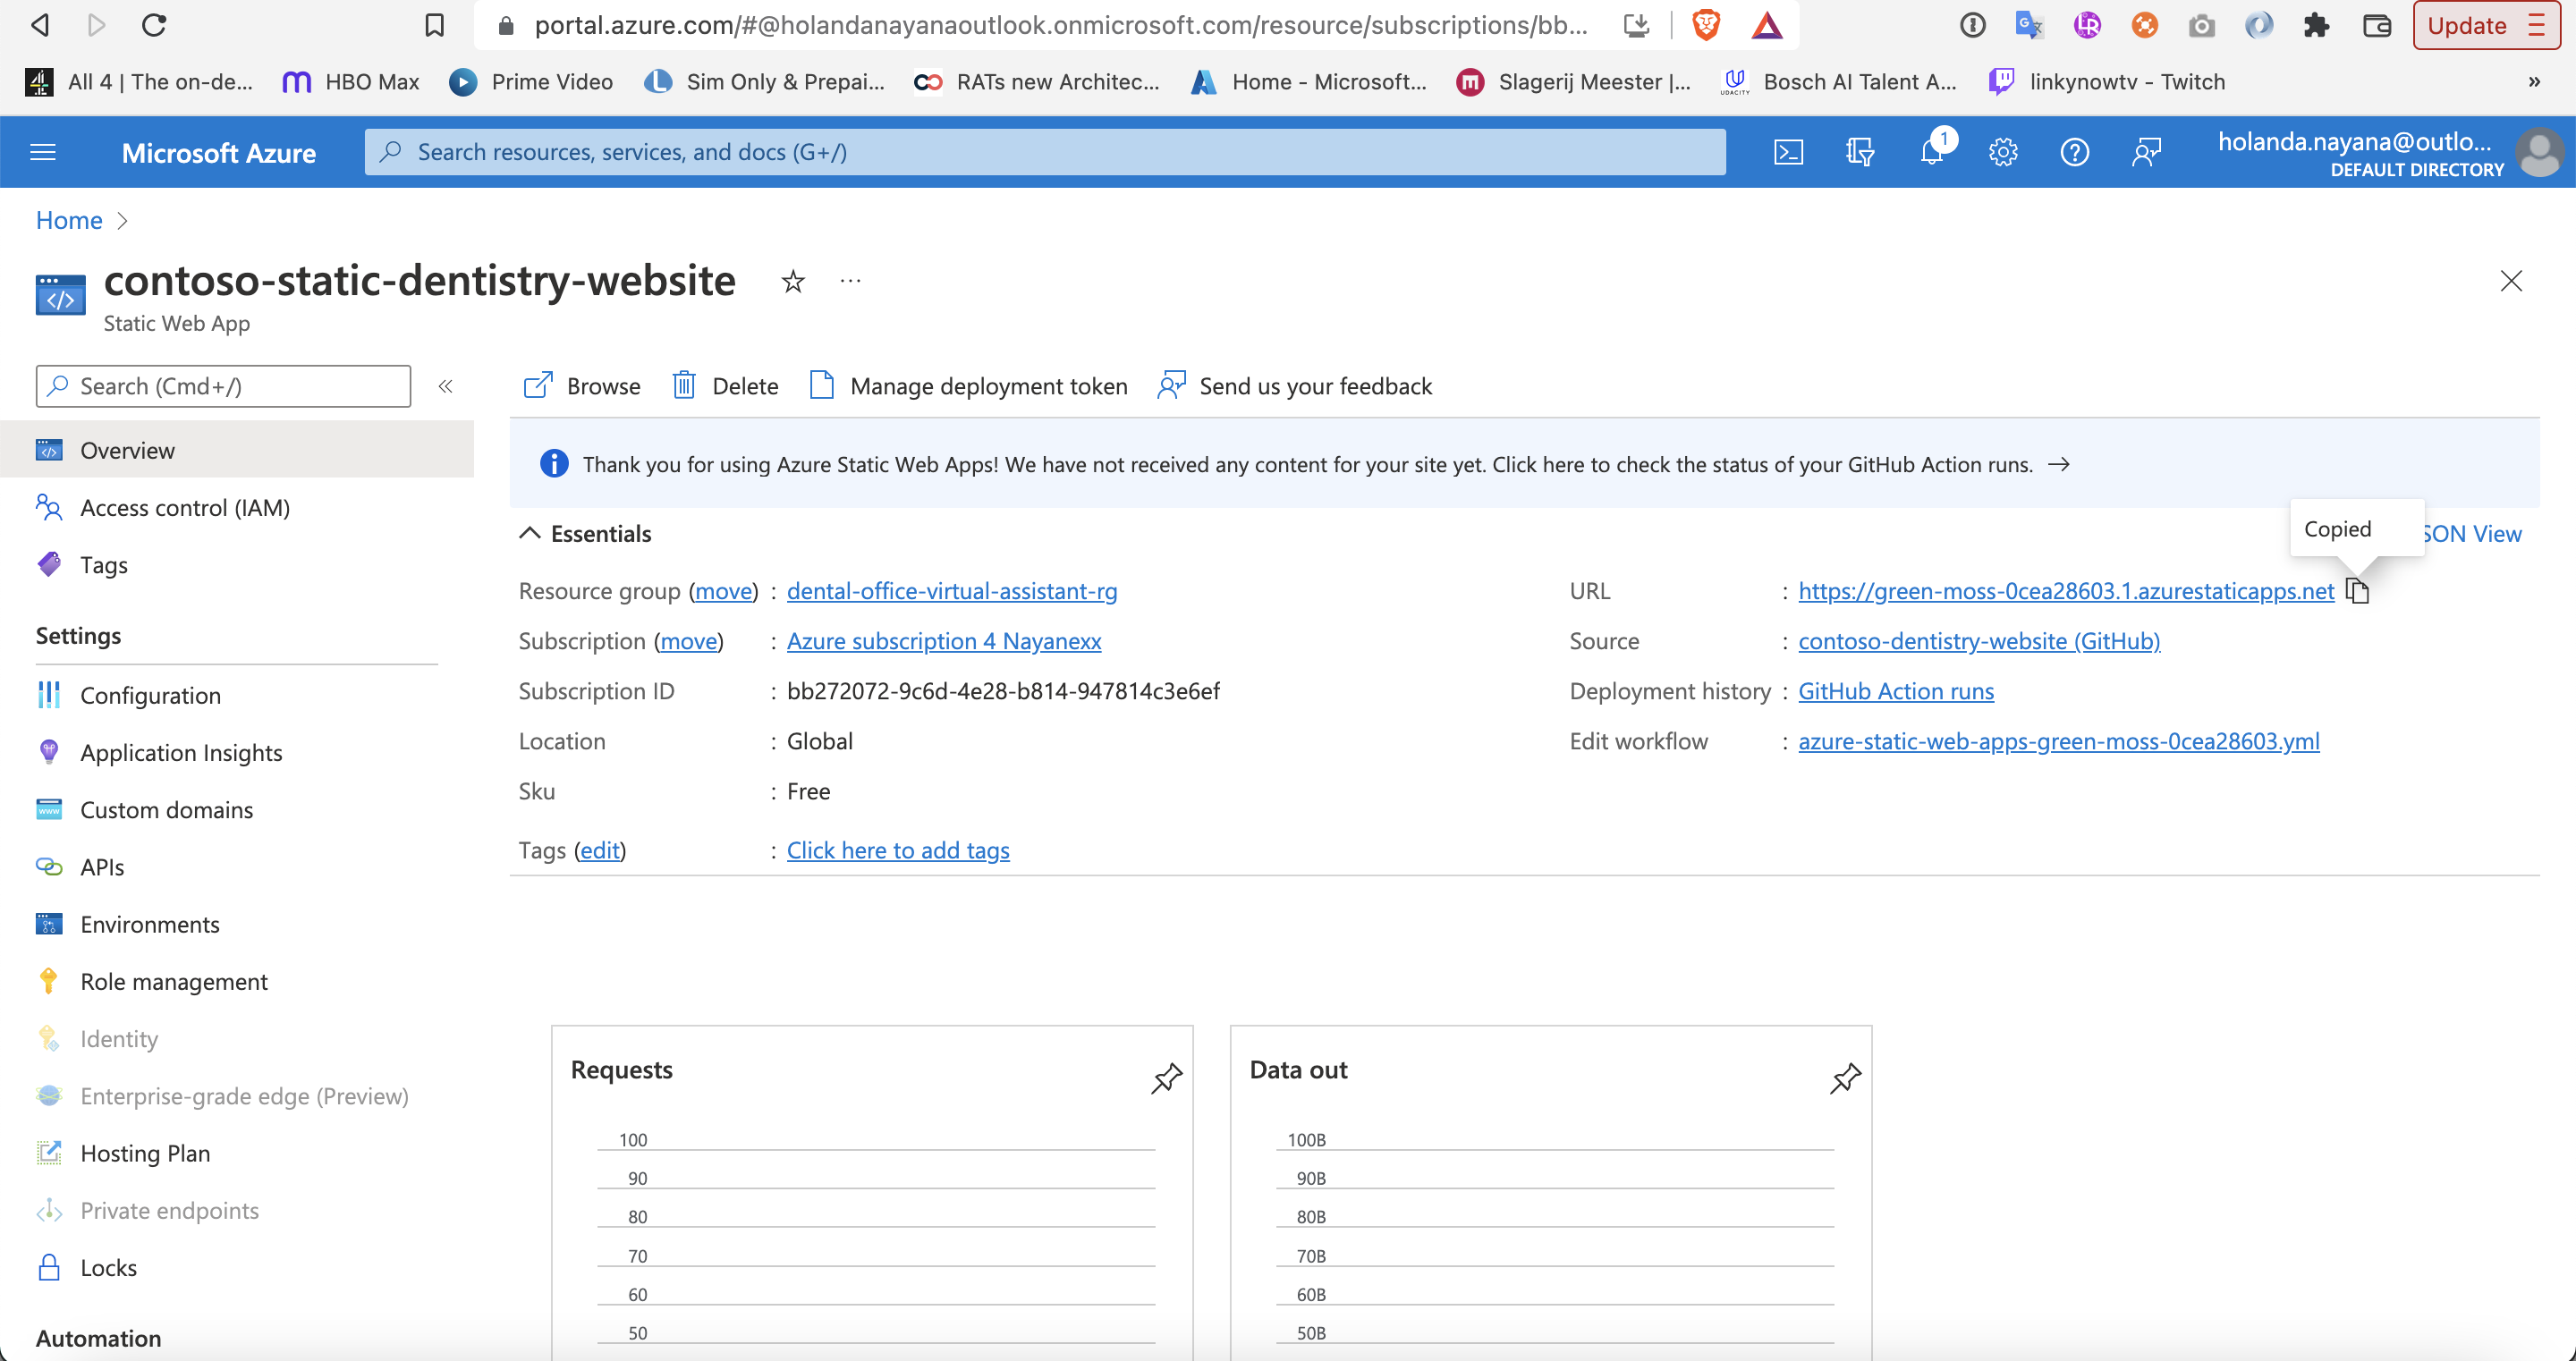 portal.azure.com/#@holandanayanaoutlook.onmicrosoft.com/resource/subscriptions/bb...
Update
All 4 | The on-de...
HBO Max
Prime Video
Sim Only & Prepai...
RATs new Architec...
Home - Microsoft...
Slagerij Meester |...
UDACITY
Bosch AI Talent A...
linkynowtv - Twitch
»
Microsoft Azure
Search resources, services, and docs (G+/)
1
holanda.nayana@outlo...
DEFAULT DIRECTORY
Home >
contoso-static-dentistry-website
...
Static Web App
Search (Cmd+/)
«
Browse
Delete
Manage deployment token
Send us your feedback
Thank you for using Azure Static Web Apps! We have not received any content for your site yet. Click here to check the status of your GitHub Action runs. →
Overview
Access control (IAM)
Tags
Settings
Configuration
Application Insights
Custom domains
APIs
Environments
Role management
Identity
Enterprise-grade edge (Preview)
Hosting Plan
Private endpoints
Locks
Automation
Essentials
Copied
SON View
Resource group (move) : dental-office-virtual-assistant-rg
Subscription (move) : Azure subscription 4 Nayanexx
Subscription ID : bb272072-9c6d-4e28-b814-947814c3e6ef
Location : Global
Sku : Free
Tags (edit) : Click here to add tags
URL : https://green-moss-0cea28603.1.azurestaticapps.net
Source : contoso-dentistry-website (GitHub)
Deployment history : GitHub Action runs
Edit workflow : azure-static-web-apps-green-moss-0cea28603.yml
Requests
100
90
80
70
60
50
Data out
100B
90B
80B
70B
60B
50B